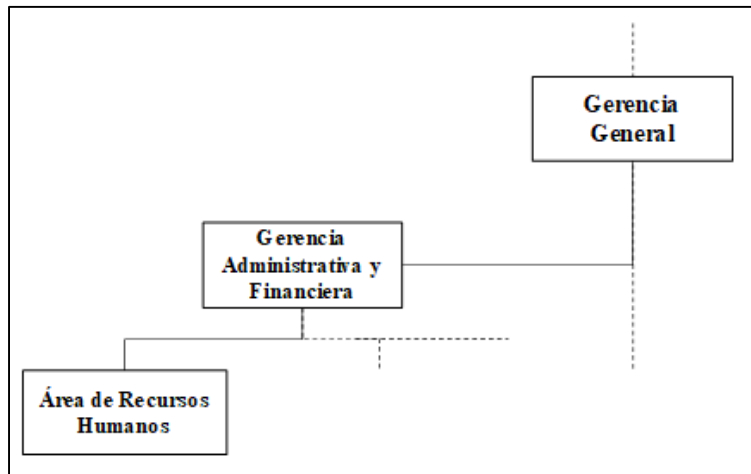 Gerencia
General
Gerencia
Administrativa y
Financiera
Área de Recursos
Humanos